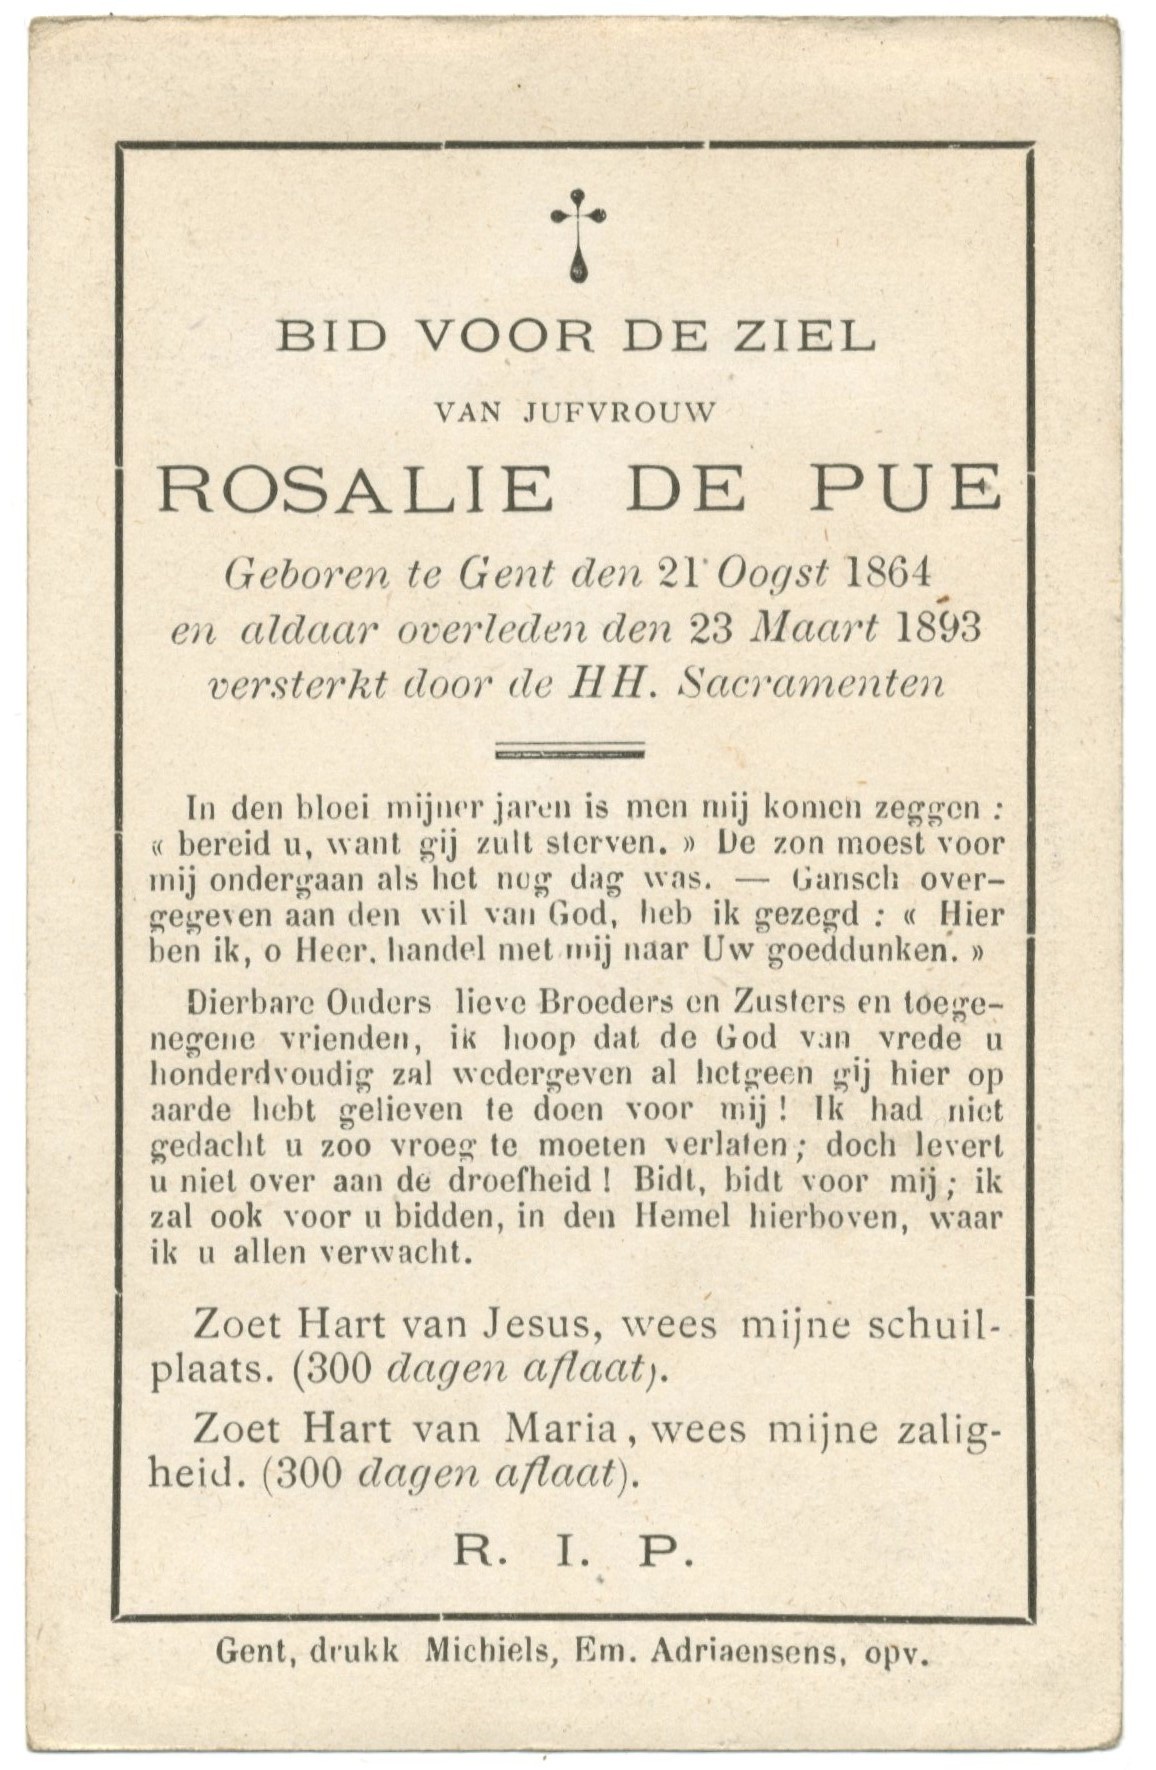 BID VOOR DE ZIEL
VAN JUFVROUW
ROSALIE DE PUE
Geboren te Gent den 21 Oogst 1864
en aldaar overleden den 23 Maart 1893
versterkt door de HH. Sacramenten
In den bloei mijner jaren is men mij komen zeggen :
« bereid u, want gij zult sterven. » De zon moest voor
mij ondergaan als het nog dag was. — Gansch over-
gegeven aan den wil van God, heb ik gezegd : « Hier
ben ik, o Heer. handel met mij naar Uw goeddunken. »
Dierbare Ouders lieve Broeders en Zusters en toege-
negene vrienden, ik hoop dat de God van vrede u
honderdvoudig zal wedergeven al hetgeen gij hier op
aarde hebt gelieven te doen voor mij ! Ik had niet
gedacht u zoo vroeg te moeten verlaten ; doch levert
u niet over aan de droefheid ! Bidt, bidt voor mij ; ik
zal ook voor u bidden, in den Hemel hierboven, waar
ik u allen verwacht.
Zoet Hart van Jesus, wees mijne schuil-
plaats. (300 dagen aflaat).
Zoet Hart van Maria, wees mijne zalig-
heid. (300 dagen aflaat).
R. I. P.
Gent, drukk Michiels, Em. Adriaensens, opv.